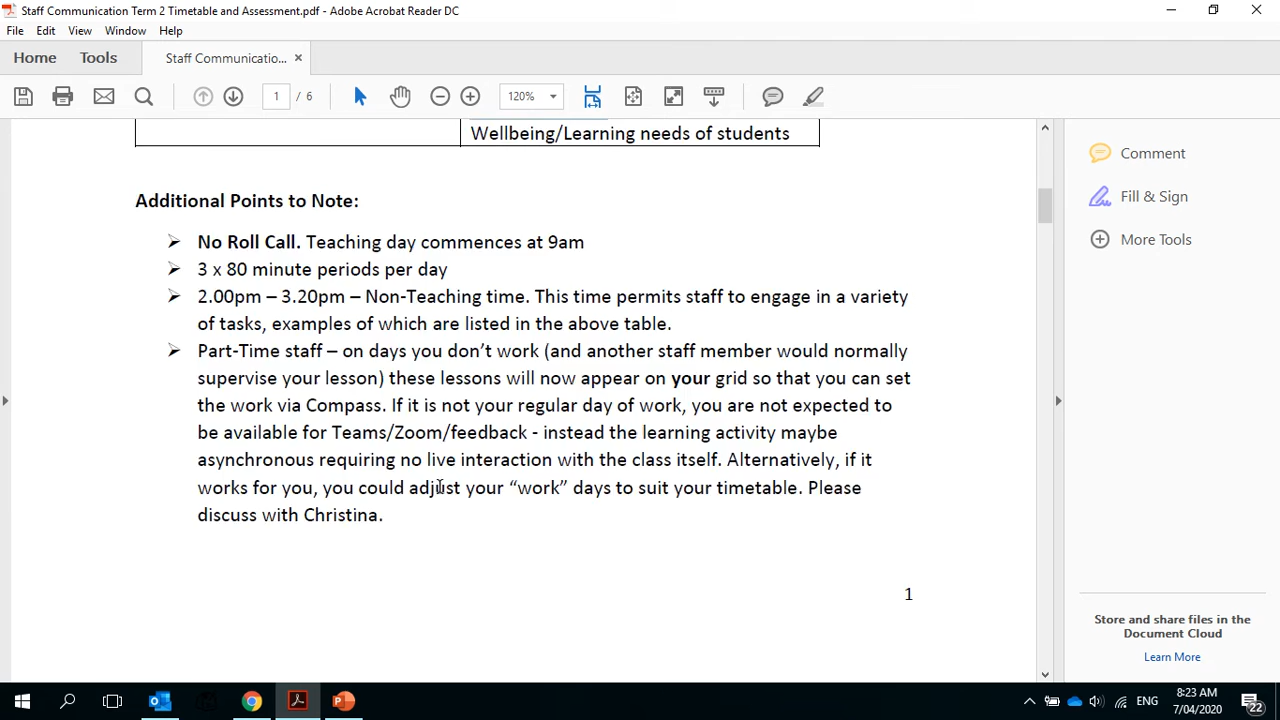 Staff Communication Term 2 Timetable and Assessment.pdf - Adobe Acrobat Reader DC
File Edit View Window Help
Home Tools Staff Communicatio... ×
1 / 6 120%
Wellbeing/Learning needs of students
Additional Points to Note:
No Roll Call. Teaching day commences at 9am
3 x 80 minute periods per day
2.00pm – 3.20pm – Non-Teaching time. This time permits staff to engage in a variety
of tasks, examples of which are listed in the above table.
Part-Time staff – on days you don’t work (and another staff member would normally
supervise your lesson) these lessons will now appear on your grid so that you can set
the work via Compass. If it is not your regular day of work, you are not expected to
be available for Teams/Zoom/feedback - instead the learning activity maybe
asynchronous requiring no live interaction with the class itself. Alternatively, if it
works for you, you could adjust your “work” days to suit your timetable. Please
discuss with Christina.
1
Comment
Fill & Sign
More Tools
Store and share files in the
Document Cloud
Learn More
ENG
8:23 AM
7/04/2020
22